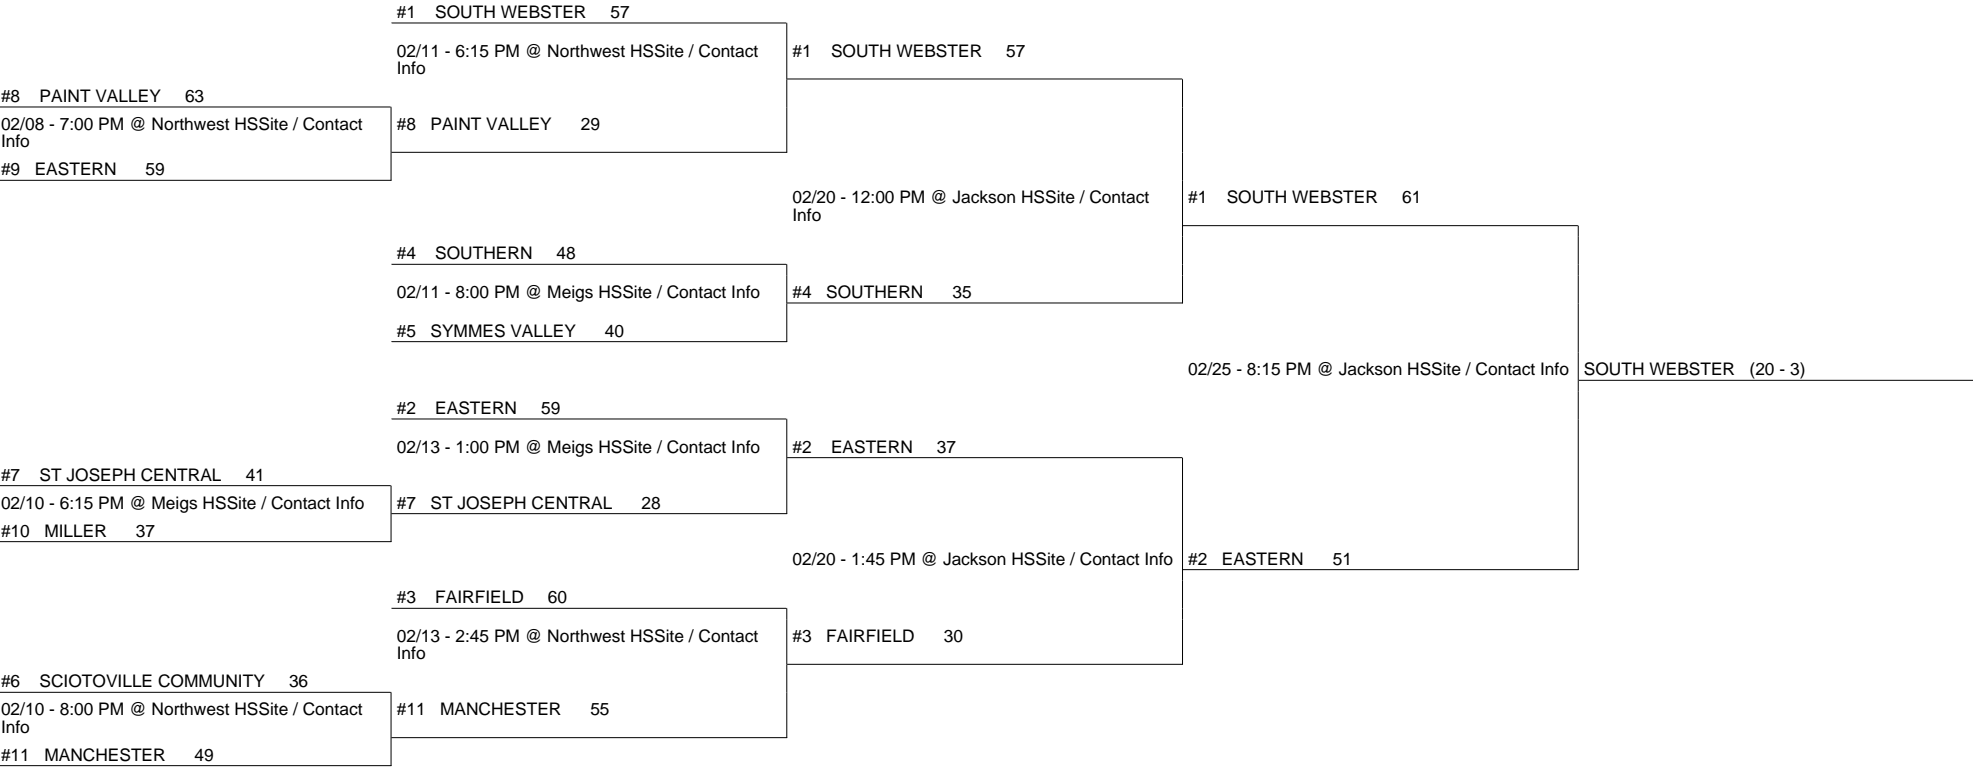 #1 SOUTH WEBSTER 57
02/11 - 6:15 PM @ Northwest HSSite / Contact
Info
#1 SOUTH WEBSTER 57
#8 PAINT VALLEY 63
02/08 - 7:00 PM @ Northwest HSSite / Contact
Info
#8 PAINT VALLEY 29
#9 EASTERN 59
02/20 - 12:00 PM @ Jackson HSSite / Contact
Info
#1 SOUTH WEBSTER 61
#4 SOUTHERN 48
02/11 - 8:00 PM @ Meigs HSSite / Contact Info
#4 SOUTHERN 35
#5 SYMMES VALLEY 40
02/25 - 8:15 PM @ Jackson HSSite / Contact Info
SOUTH WEBSTER (20 - 3)
#2 EASTERN 59
02/13 - 1:00 PM @ Meigs HSSite / Contact Info
#2 EASTERN 37
#7 ST JOSEPH CENTRAL 41
02/10 - 6:15 PM @ Meigs HSSite / Contact Info
#7 ST JOSEPH CENTRAL 28
#10 MILLER 37
02/20 - 1:45 PM @ Jackson HSSite / Contact Info
#2 EASTERN 51
#3 FAIRFIELD 60
02/13 - 2:45 PM @ Northwest HSSite / Contact
Info
#3 FAIRFIELD 30
#6 SCIOTOVILLE COMMUNITY 36
02/10 - 8:00 PM @ Northwest HSSite / Contact
Info
#11 MANCHESTER 55
#11 MANCHESTER 49